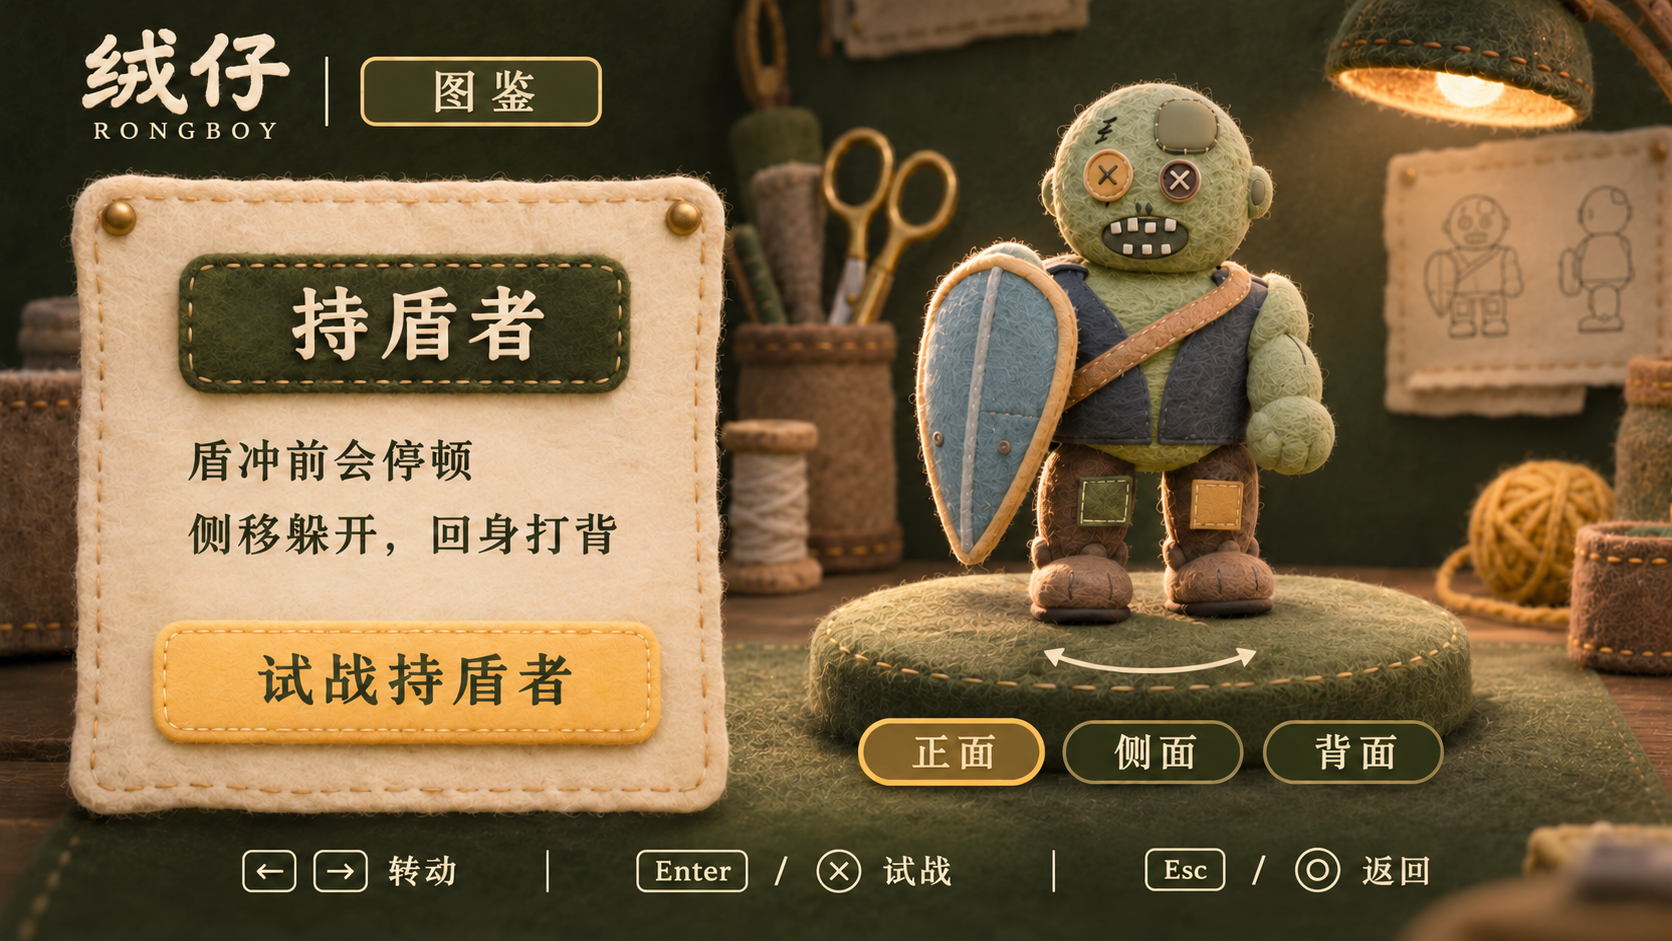 绒仔
RONGBOY
图鉴
持盾者
盾冲前会停顿
侧移躲开，回身打背
试战持盾者
正面
侧面
背面
← → 转动
Enter / ⊗ 试战
Esc / ◎ 返回